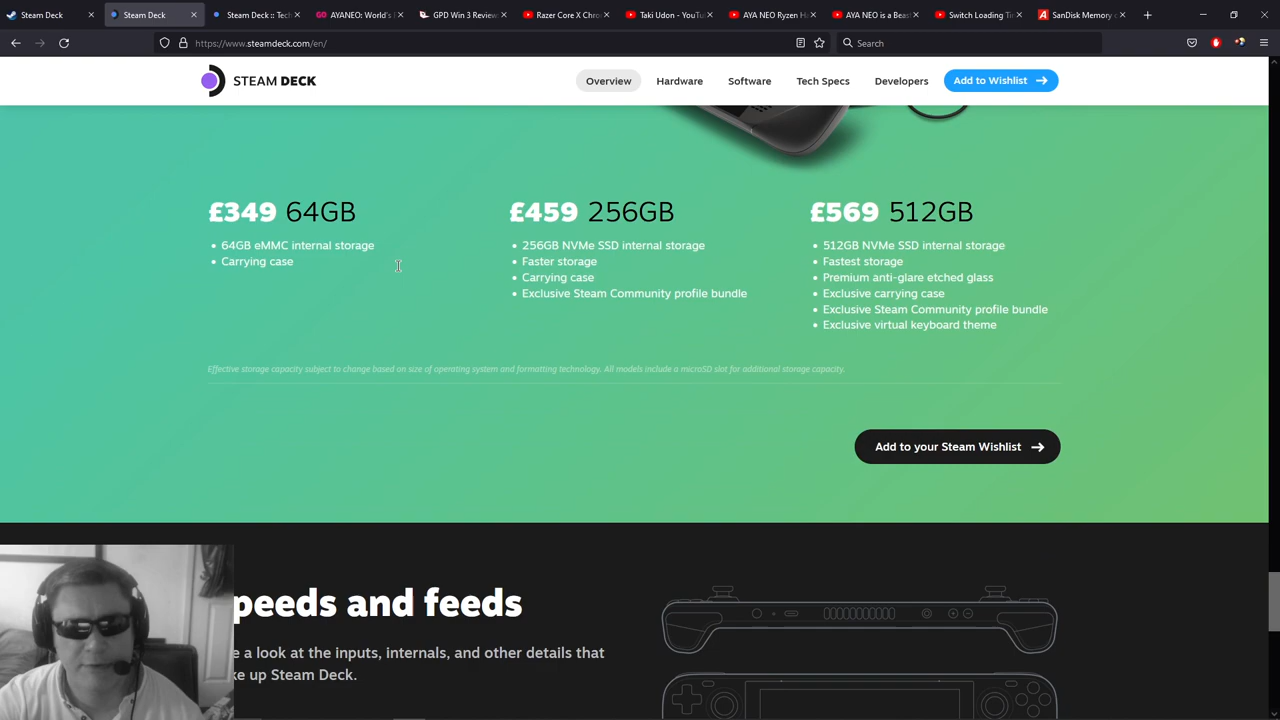 Steam Deck
Steam Deck
Steam Deck :: Tech
AYANEO: World's
GPD Win 3 Review
Razer Core X Chro
Taki Udon - YouTu
AYA NEO Ryzen Ha
AYA NEO is a Beas
Switch Loading Ti
SanDisk Memory
https://www.steamdeck.com/en/
Search
STEAM DECK
Overview
Hardware
Software
Tech Specs
Developers
Add to Wishlist
£349 64GB
• 64GB eMMC internal storage
• Carrying case
£459 256GB
• 256GB NVMe SSD internal storage
• Faster storage
• Carrying case
• Exclusive Steam Community profile bundle
£569 512GB
• 512GB NVMe SSD internal storage
• Fastest storage
• Premium anti-glare etched glass
• Exclusive carrying case
• Exclusive Steam Community profile bundle
• Exclusive virtual keyboard theme
Effective storage capacity subject to change based on size of operating system and formatting technology. All models include a microSD slot for additional storage capacity.
Add to your Steam Wishlist
peeds and feeds
e a look at the inputs, internals, and other details that
ke up Steam Deck.